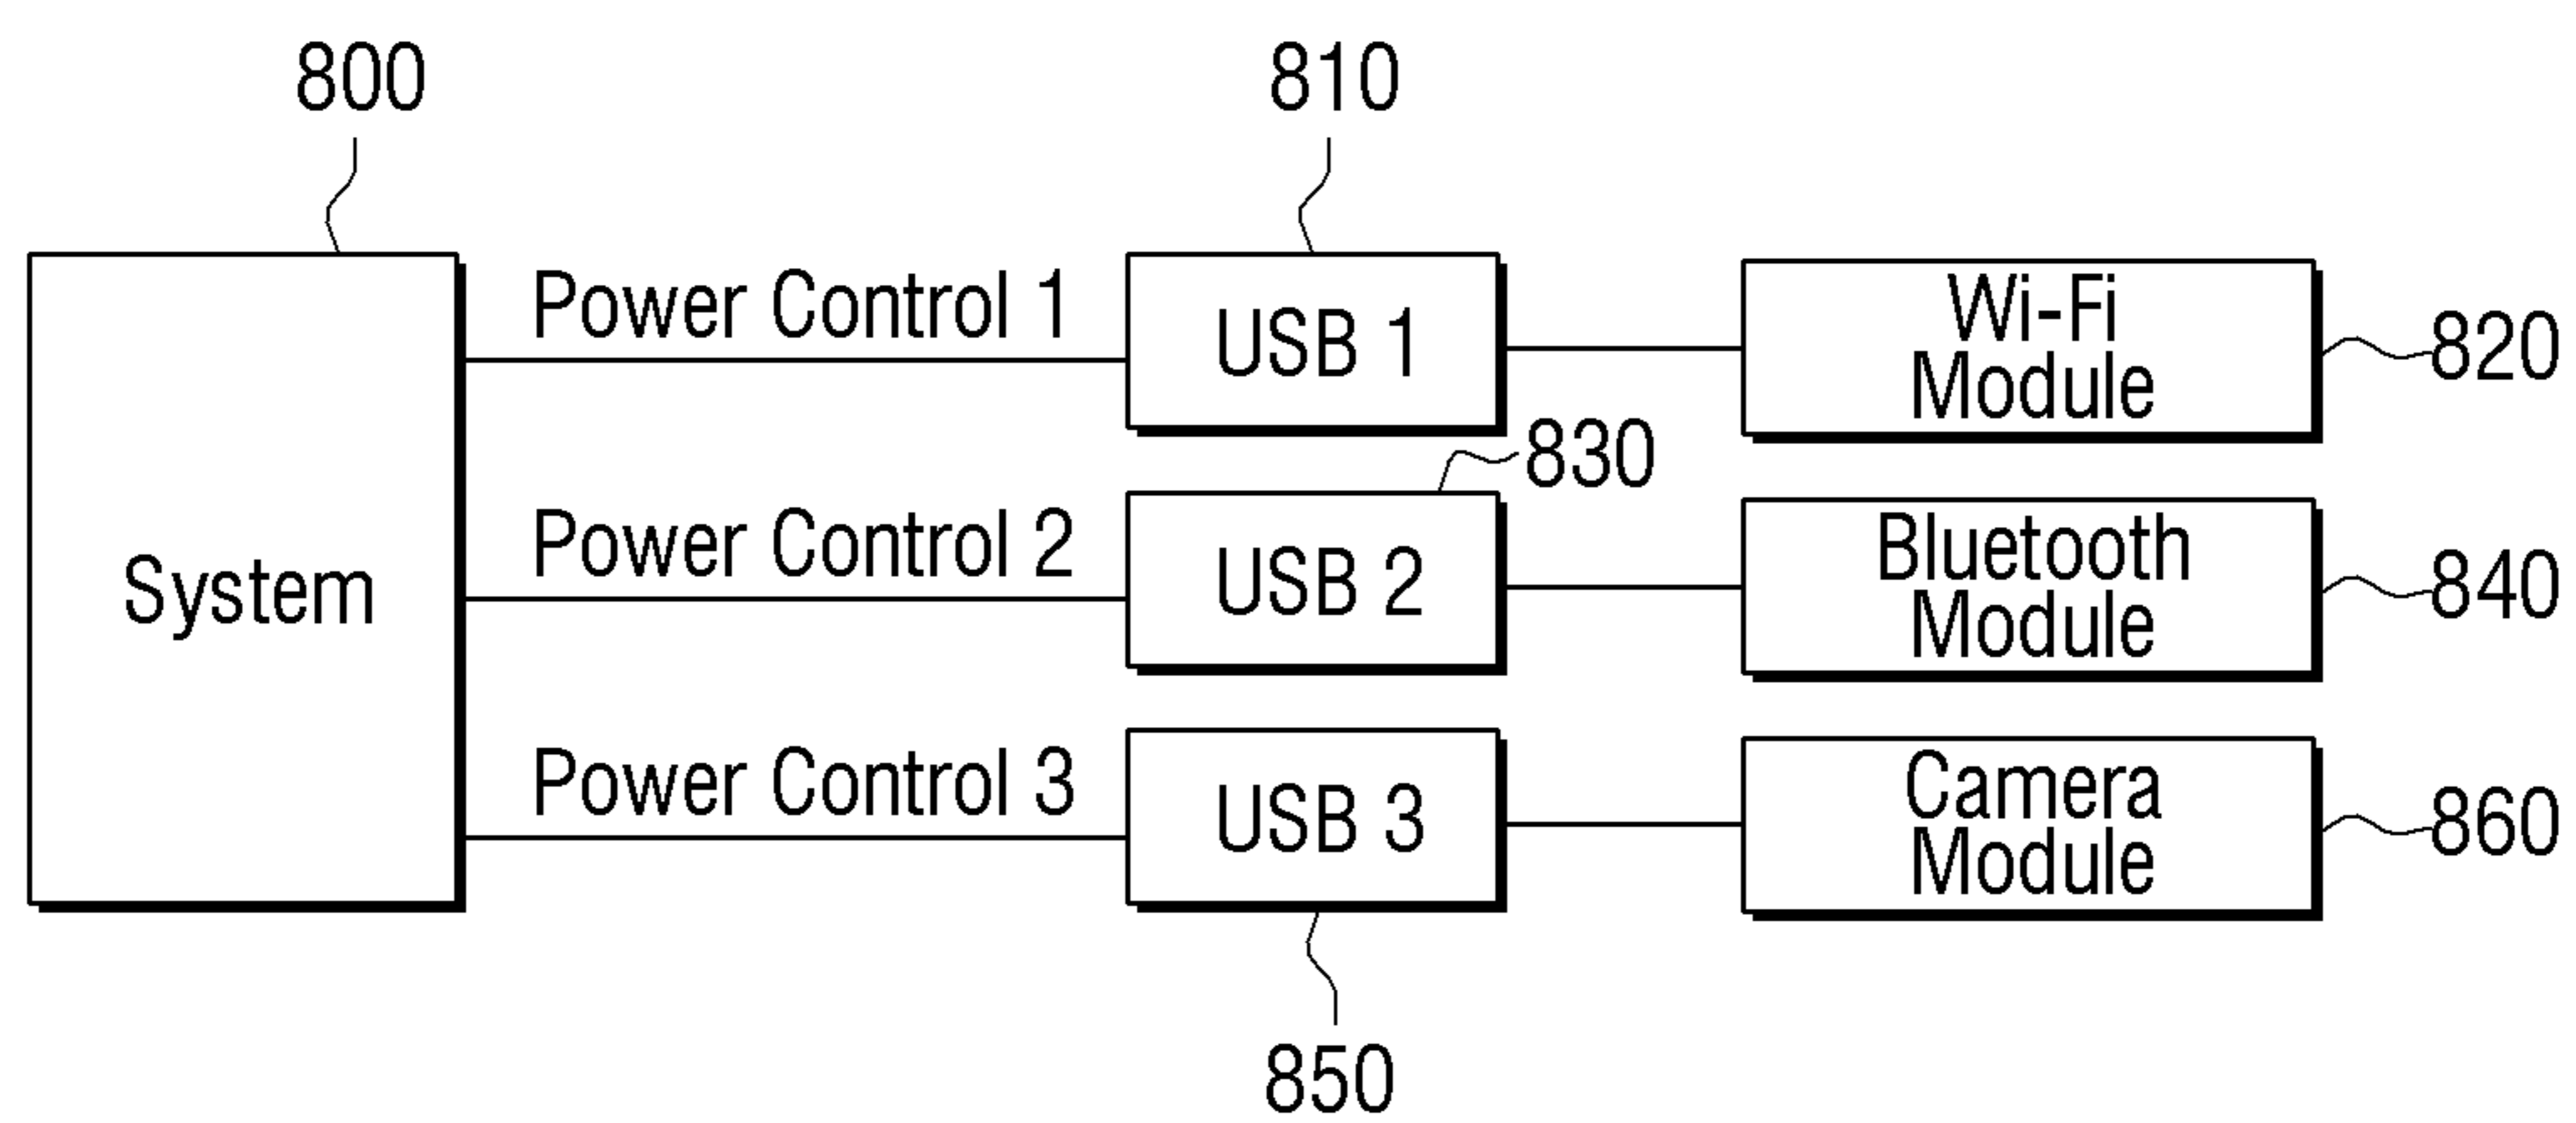 800
810
Power Control 1
USB 1
Wi-Fi
Module
820
830
System
Power Control 2
USB 2
Bluetooth
Module
840
Power Control 3
USB 3
Camera
Module
860
850